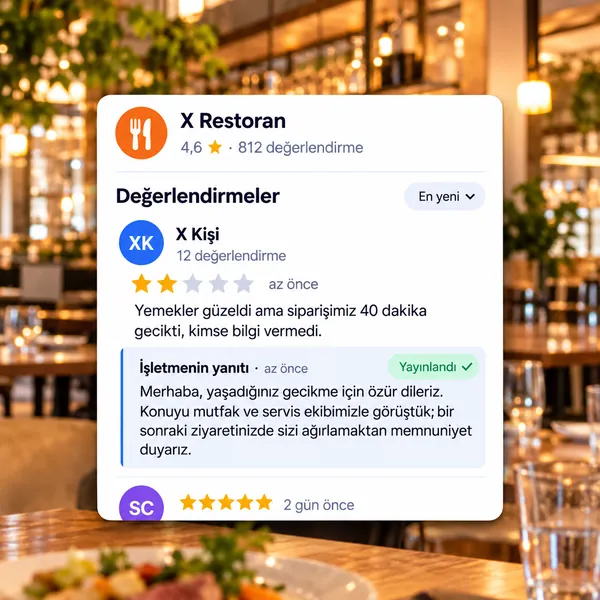 X Restoran
4,6 ★ · 812 değerlendirme
Değerlendirmeler
En yeni
XK
X Kişi
12 değerlendirme
az önce
Yemekler güzeldi ama siparişimiz 40 dakika
gecikti, kimse bilgi vermedi.
İşletmenin yanıtı · az önce
Yayınlandı ✓
Merhaba, yaşadığınız gecikme için özür dileriz.
Konuyu mutfak ve servis ekibimizle görüştük; bir
sonraki ziyaretinizde sizi ağırlamaktan memnuniyet
duyarız.
SC
2 gün önce